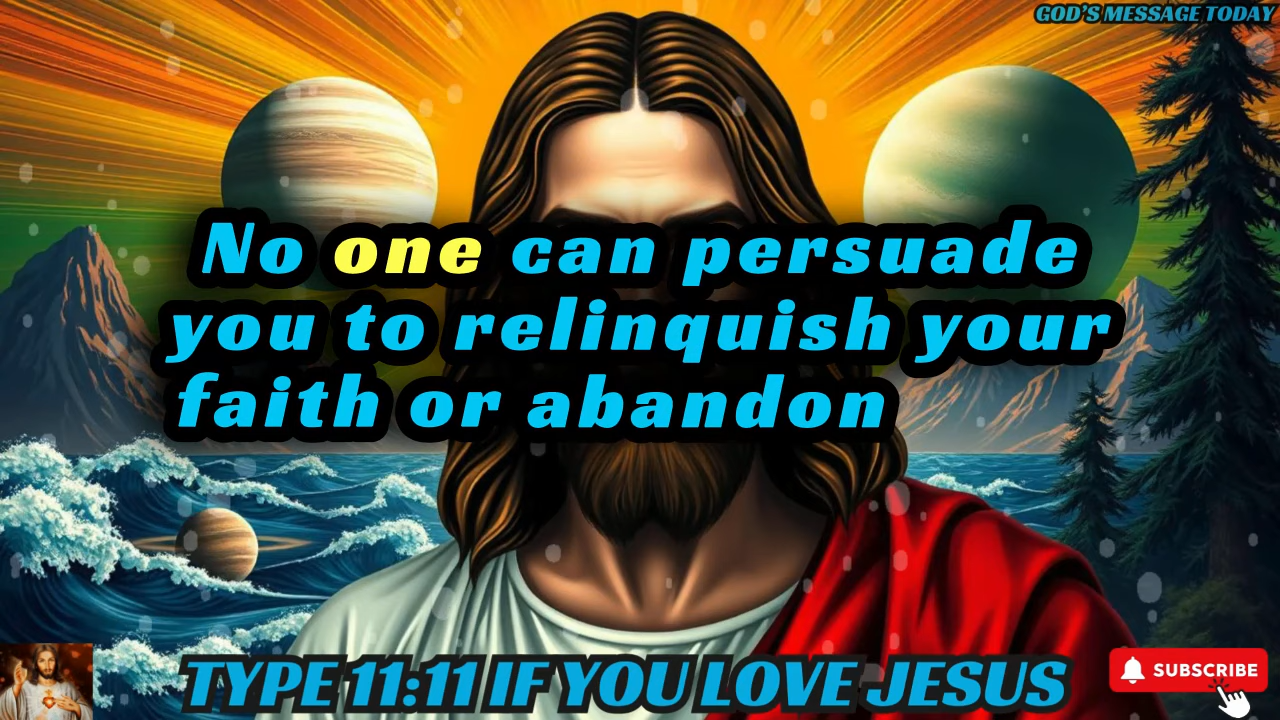 GOD'S MESSAGE TODAY
No one can persuade
you to relinquish your
faith or abandon
TYPE 11:11 IF YOU LOVE JESUS
SUBSCRIBE